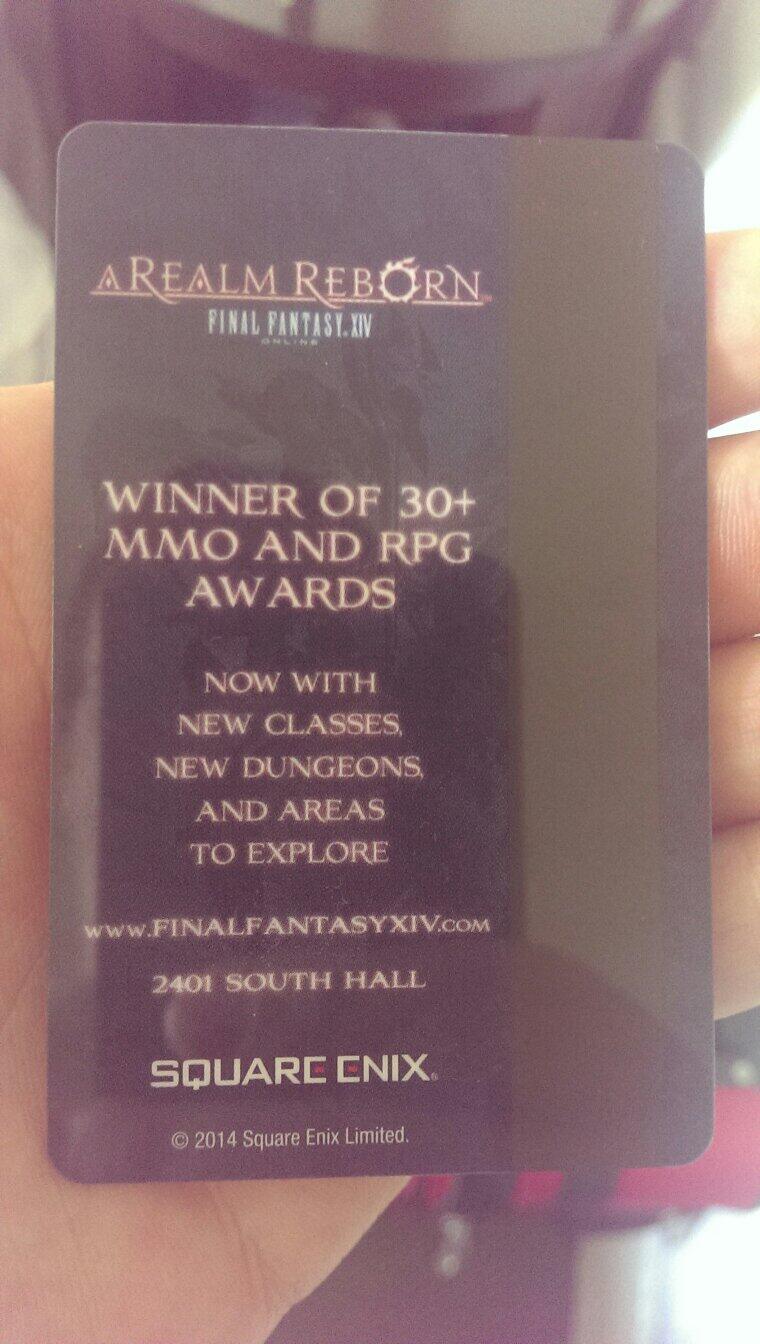 A REALM REBORN
FINAL FANTASY XIV
ONLINE
WINNER OF 30+
MMO AND RPG
AWARDS
NOW WITH
NEW CLASSES,
NEW DUNGEONS,
AND AREAS
TO EXPLORE
www.FINALFANTASYXIV.COM
2401 SOUTH HALL
SQUARE ENIX®
© 2014 Square Enix Limited.